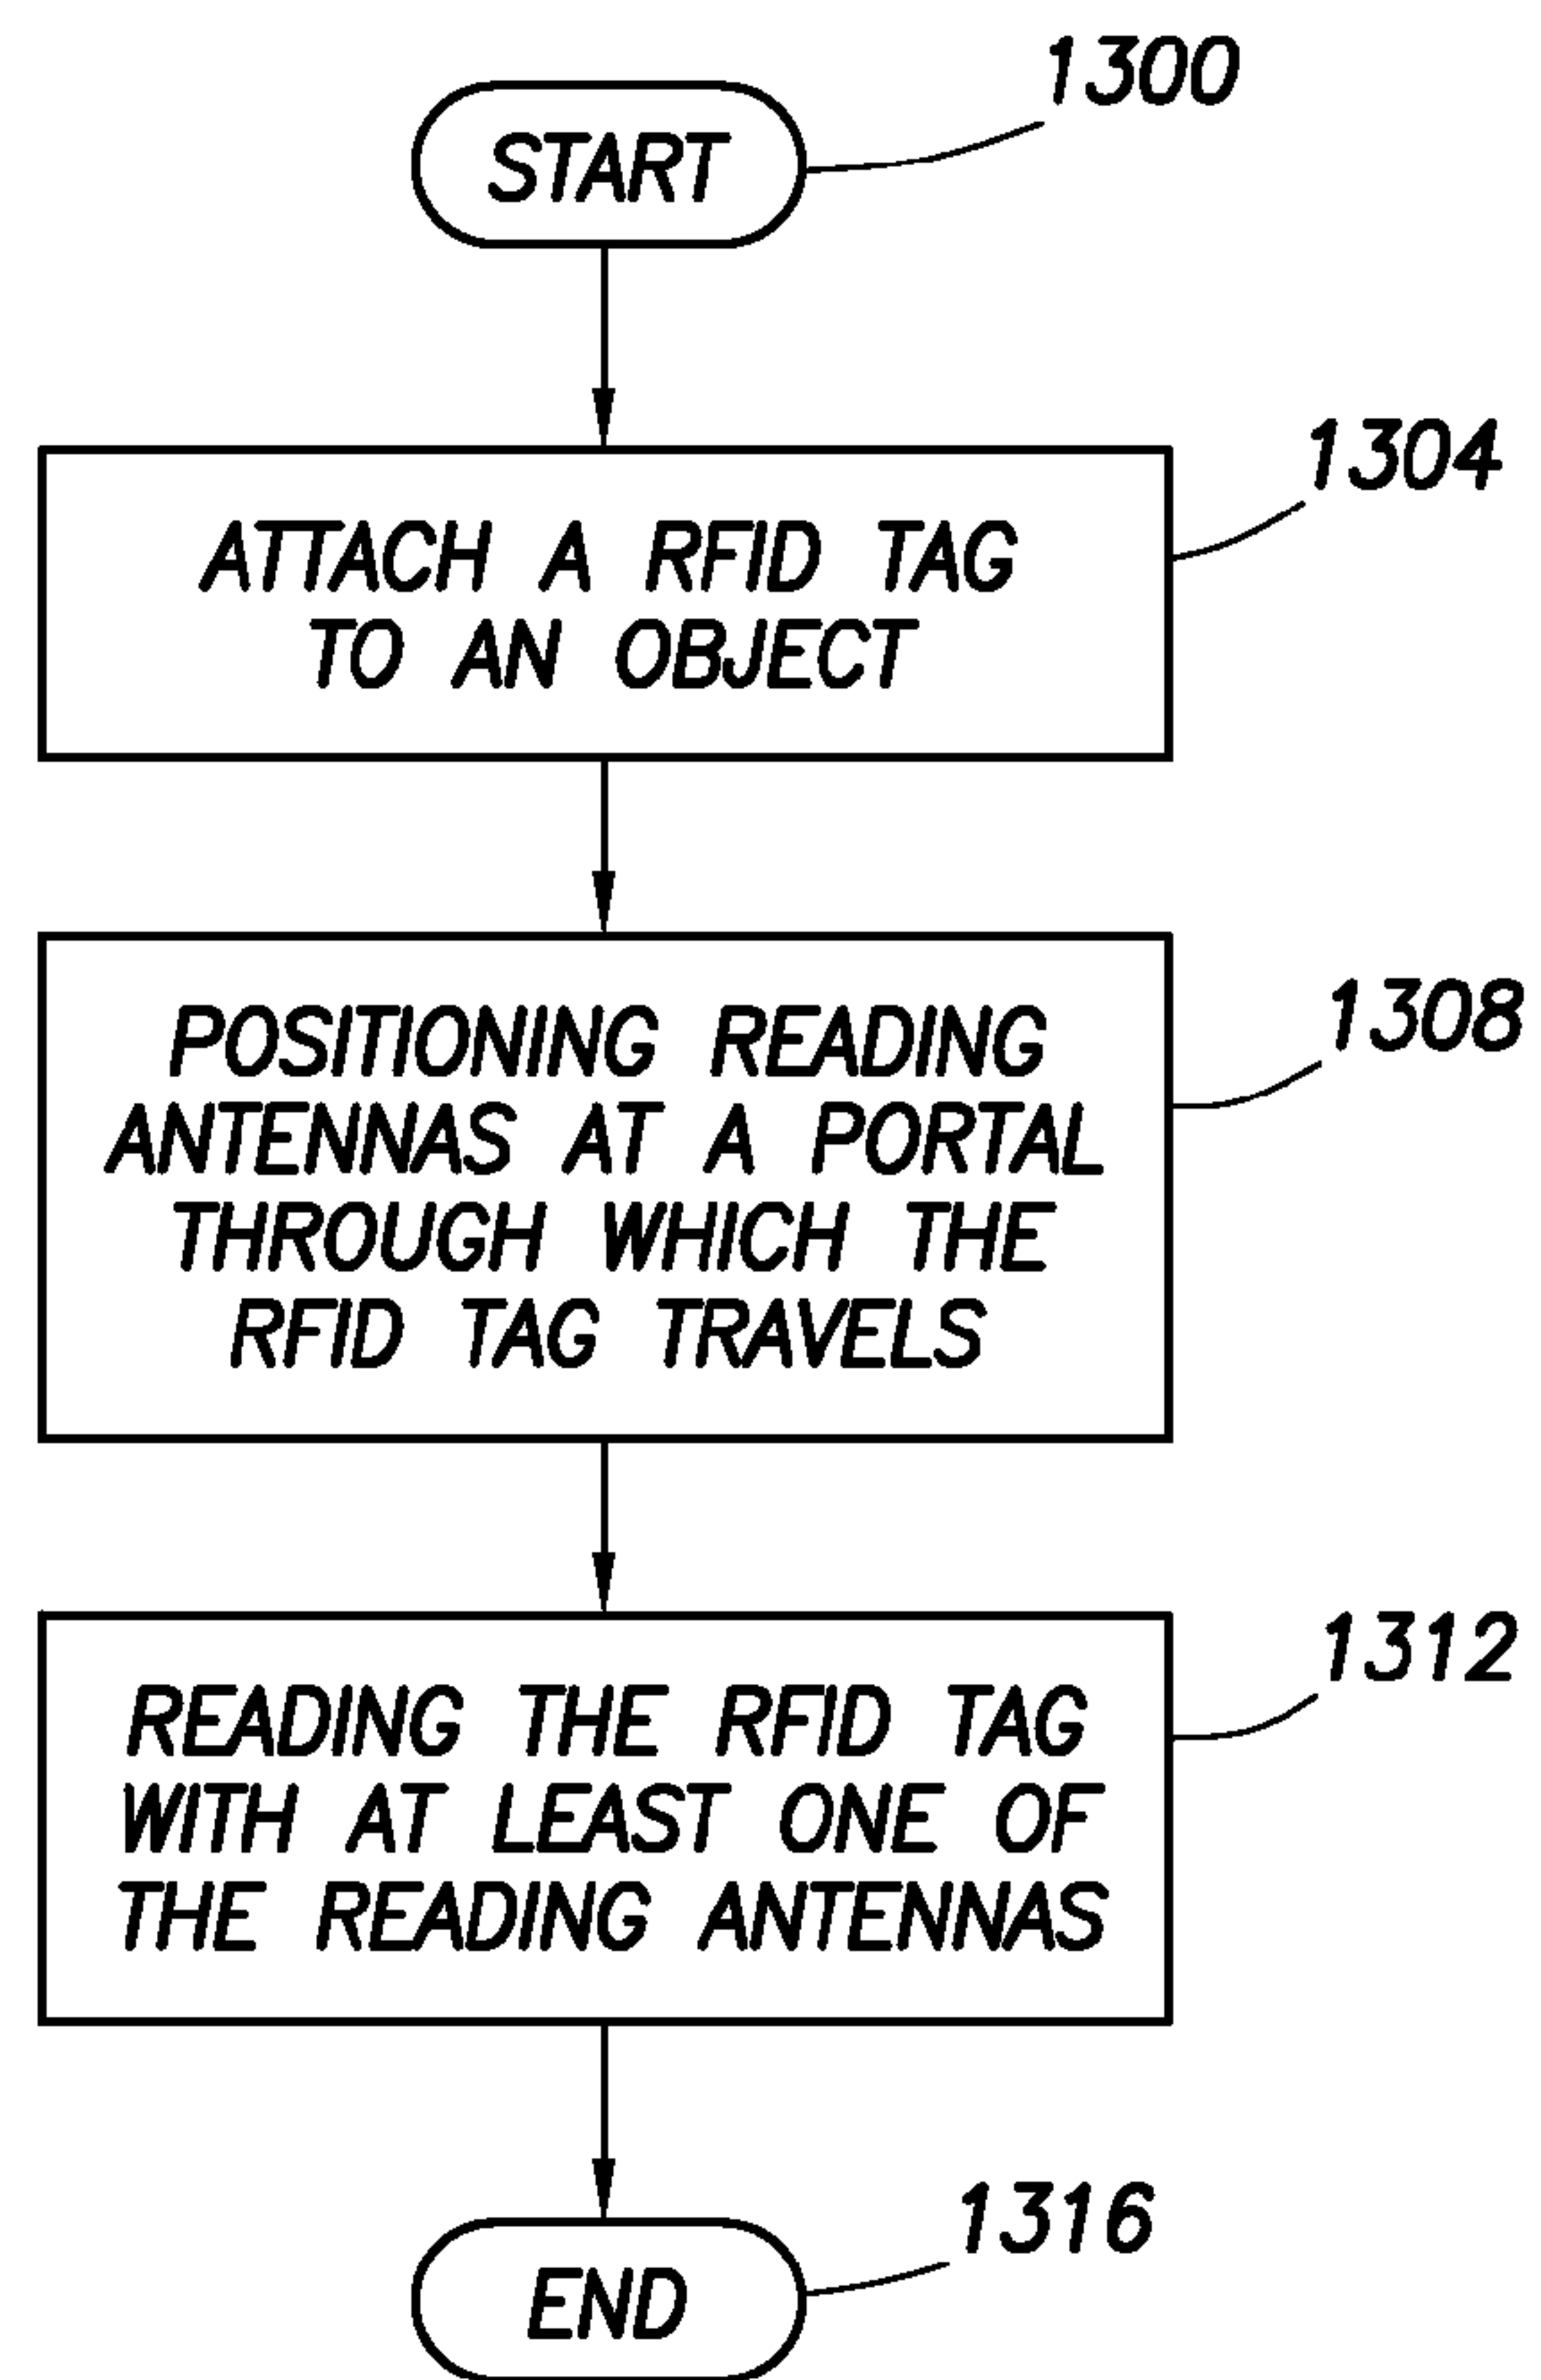 1300
START
1304
ATTACH A RFID TAG
TO AN OBJECT
1308
POSITIONING READING
ANTENNAS AT A PORTAL
THROUGH WHICH THE
RFID TAG TRAVELS
1312
READING THE RFID TAG
WITH AT LEAST ONE OF
THE READING ANTENNAS
1316
END